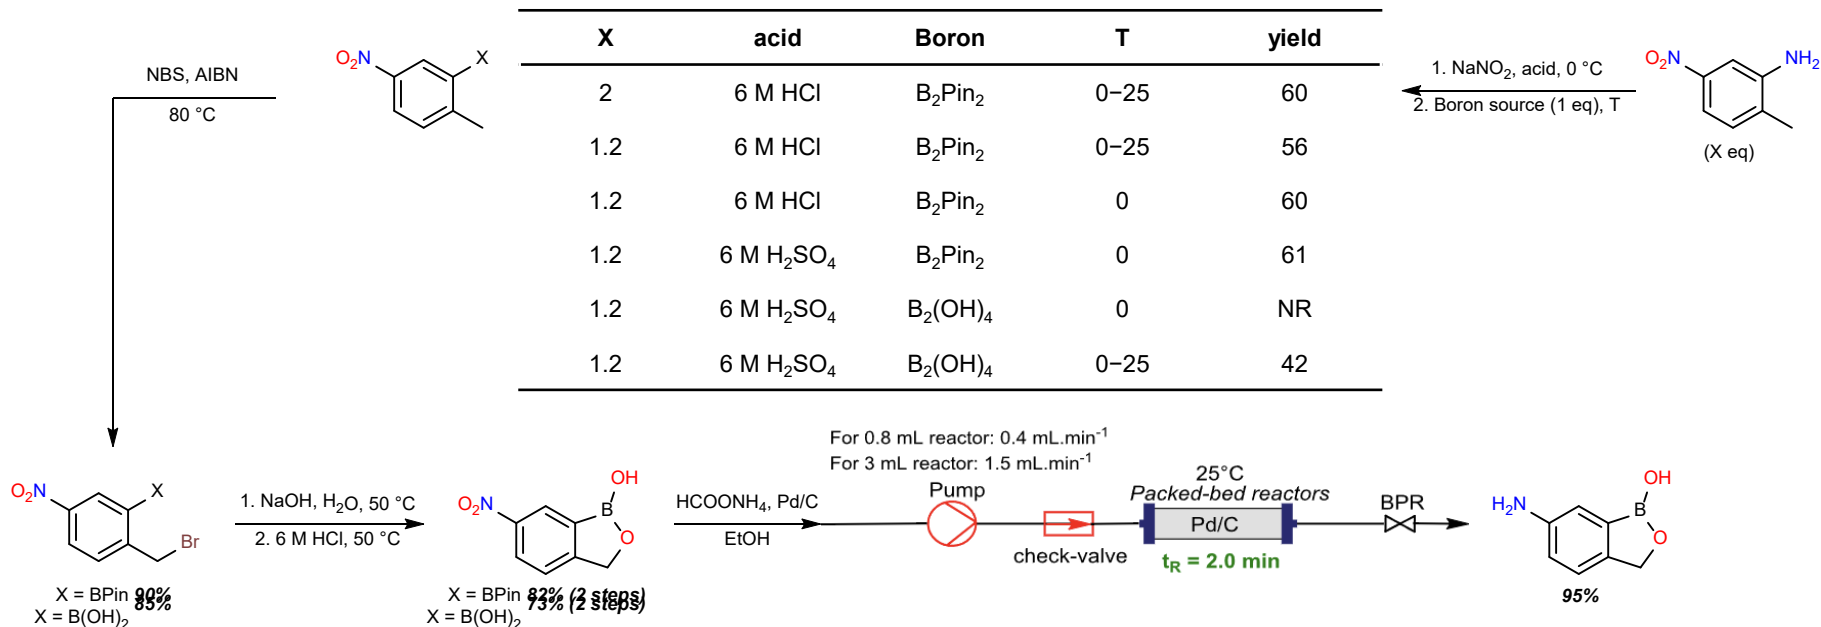 X acid Boron T yield
2 6 M HCl B₂Pin₂ 0−25 60
1.2 6 M HCl B₂Pin₂ 0−25 56
1.2 6 M HCl B₂Pin₂ 0 60
1.2 6 M H₂SO₄ B₂Pin₂ 0 61
1.2 6 M H₂SO₄ B₂(OH)₄ 0 NR
1.2 6 M H₂SO₄ B₂(OH)₄ 0−25 42
O₂N
NH₂
(X eq)
1. NaNO₂, acid, 0 °C
2. Boron source (1 eq), T
O₂N
X
NBS, AIBN
80 °C
O₂N
X
Br
X = BPin 90%
X = B(OH)₂ 85%
1. NaOH, H₂O, 50 °C
2. 6 M HCl, 50 °C
O₂N
OH
B
O
X = BPin 82% (2 steps)
X = B(OH)₂ 73% (2 steps)
HCOONH₄, Pd/C
EtOH
For 0.8 mL reactor: 0.4 mL.min⁻¹
For 3 mL reactor: 1.5 mL.min⁻¹
Pump
check-valve
25°C
Packed-bed reactors
Pd/C
tR = 2.0 min
BPR
H₂N
OH
B
O
95%